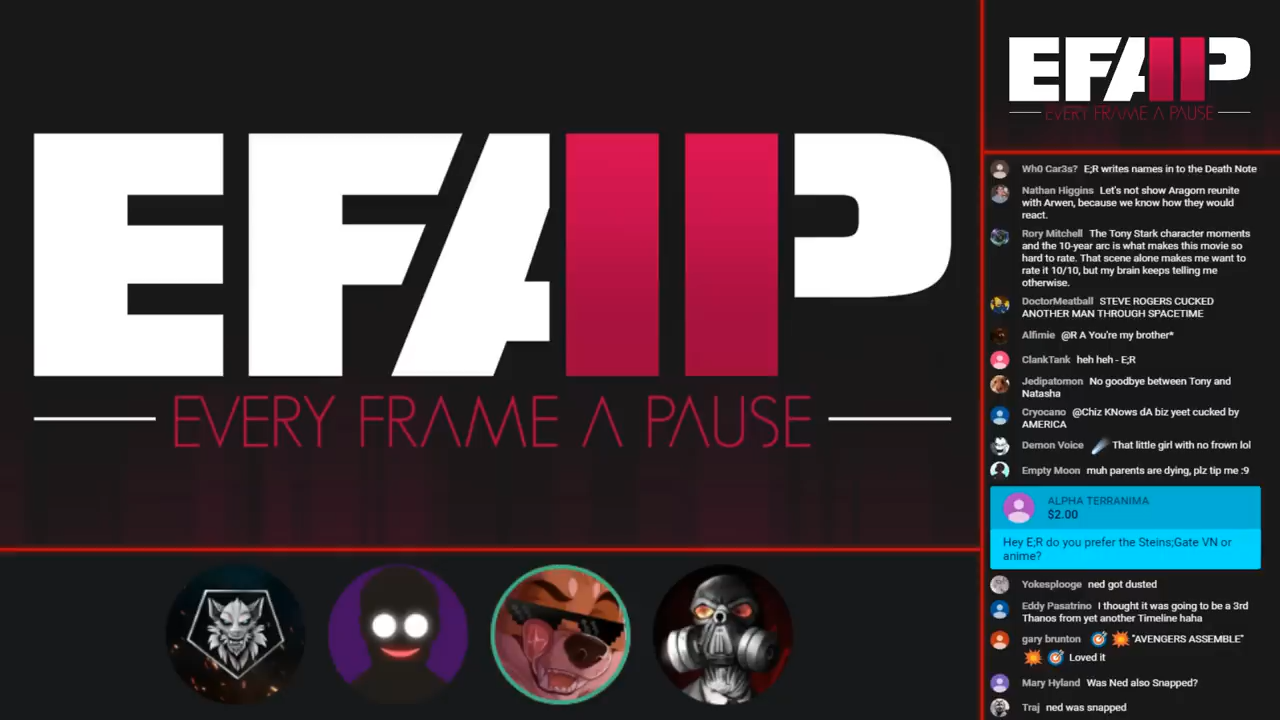 EFAIIP
EVERY FRAME A PAUSE
EFAIIP
EVERY FRAME A PAUSE
Wh0 Car3s? E;R writes names in to the Death Note
Nathan Higgins Let's not show Aragorn reunite
with Arwen, because we know how they would
react.
Rory Mitchell The Tony Stark character moments
and the 10-year arc is what makes this movie so
hard to rate. That scene alone makes me want to
rate it 10/10, but my brain keeps telling me
otherwise.
DoctorMeatball STEVE ROGERS CUCKED
ANOTHER MAN THROUGH SPACETIME
Alfimie @R A You're my brother*
ClankTank heh heh - E;R
Jedipatomon No goodbye between Tony and
Natasha
Cryocano @Chiz KNows dA biz yeet cucked by
AMERICA
Demon Voice That little girl with no frown lol
Empty Moon muh parents are dying, plz tip me :9
ALPHA TERRANIMA
$2.00
Hey E;R do you prefer the Steins;Gate VN or
anime?
Yokesplooge ned got dusted
Eddy Pasatrino I thought it was going to be a 3rd
Thanos from yet another Timeline haha
gary brunton "AVENGERS ASSEMBLE"
Loved it
Mary Hyland Was Ned also Snapped?
Traj ned was snapped